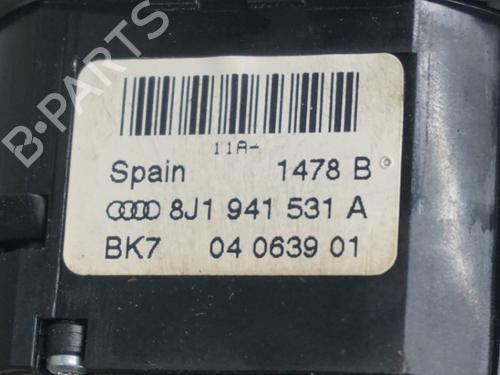 B-PARTS
11A-
Spain 1478 B
8J1 941 531 A
BK7 04 0639 01